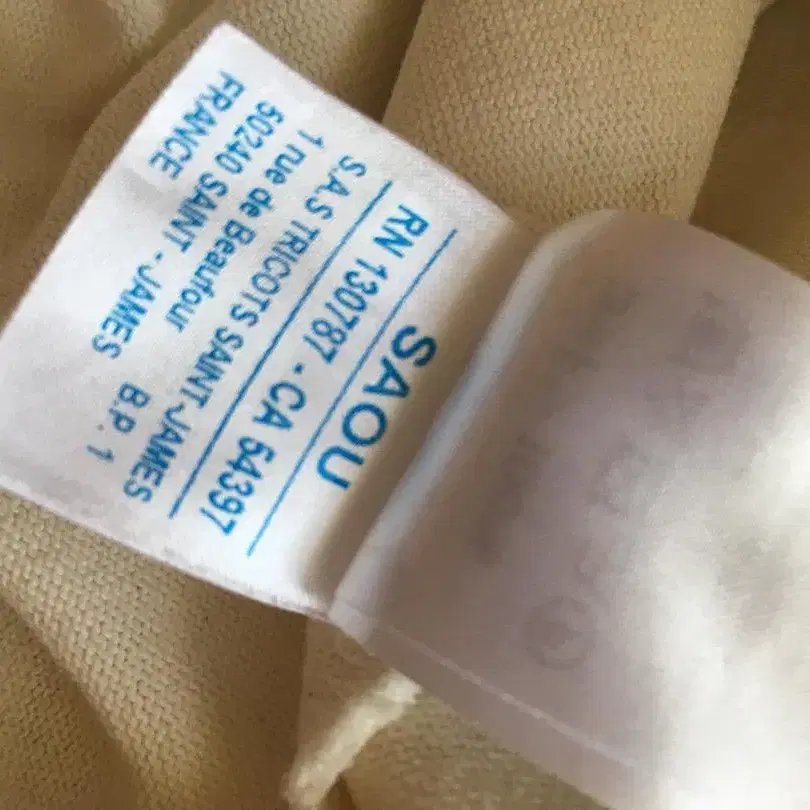 SAOU
RN 130787 - CA 54397
S.A.S TRICOTS SAINT-JAMES
1 rue de Beaufour B.P. 1
50240 SAINT - JAMES
FRANCE